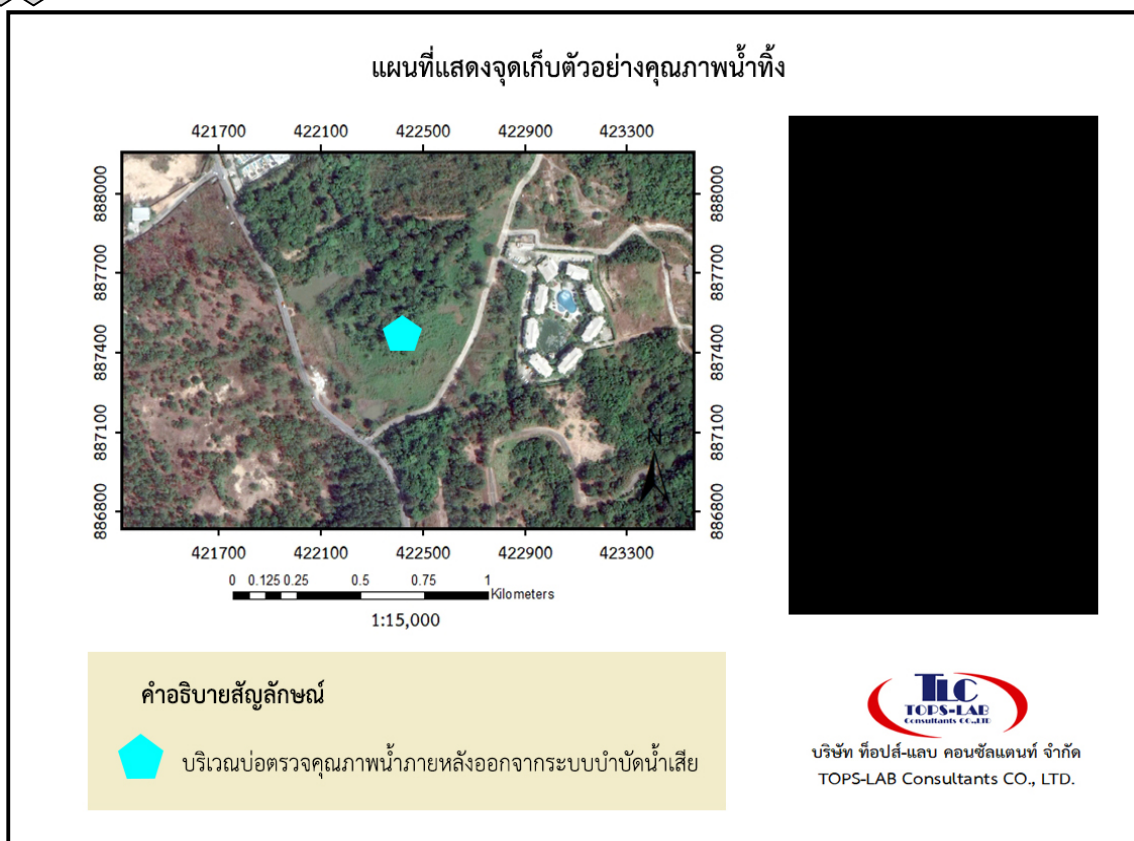 แผนที่แสดงจุดเก็บตัวอย่างคุณภาพน้ำทิ้ง
421700 422100 422500 422900 423300
888000 888000
887700 887700
887400 887400
887100 887100
N
886800 886800
421700 422100 422500 422900 423300
0 0.125 0.25 0.5 0.75 1
Kilometers
1:15,000
คำอธิบายสัญลักษณ์
บริเวณบ่อตรวจคุณภาพน้ำภายหลังออกจากระบบบำบัดน้ำเสีย
TLC
TOPS-LAB
Consultants CO.,LTD
บริษัท ท็อปส์-แลบ คอนซัลแตนท์ จำกัด
TOPS-LAB Consultants CO., LTD.